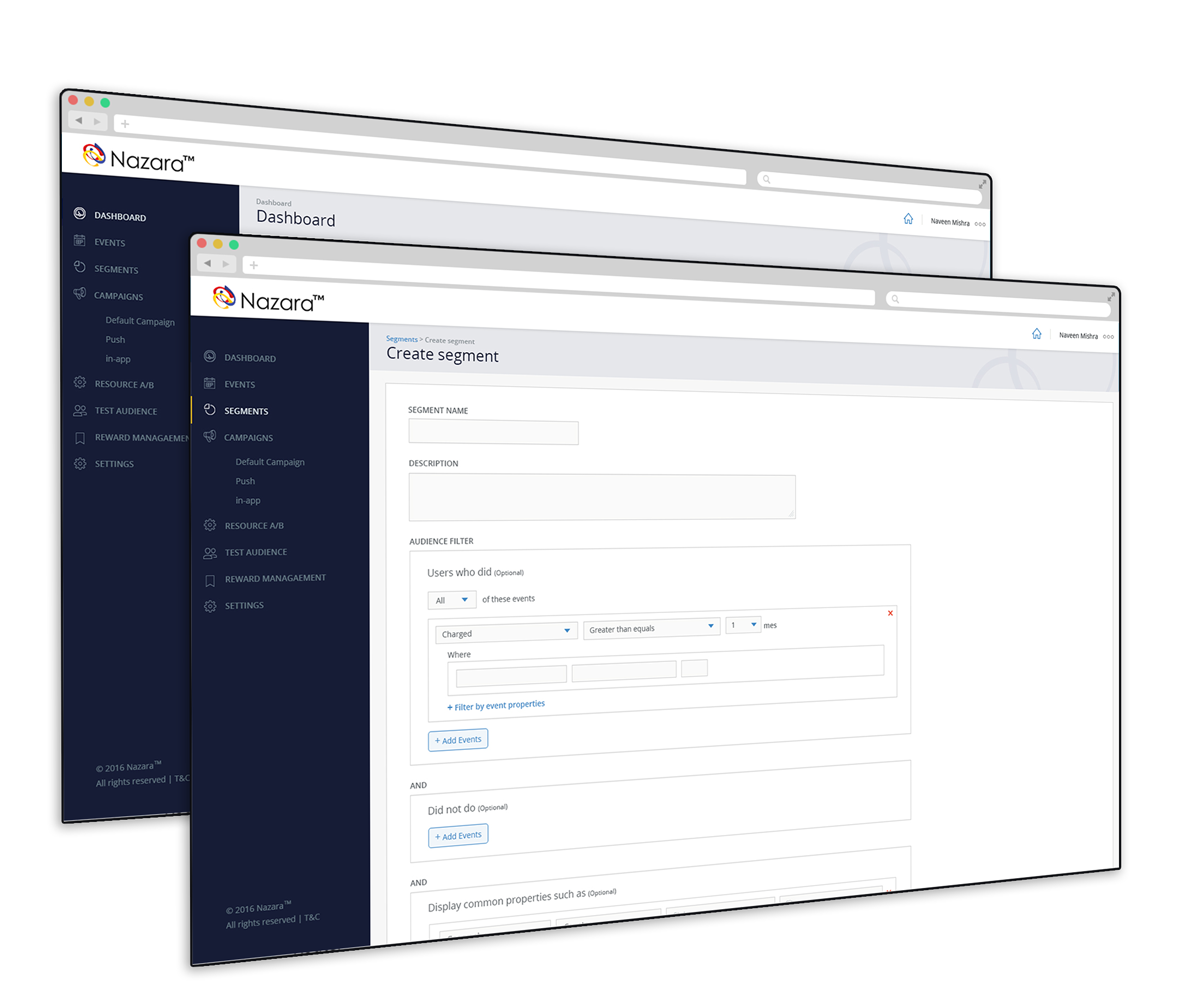 Nazara™
DASHBOARD
EVENTS
SEGMENTS
CAMPAIGNS
Default Campaign
Push
in-app
RESOURCE A/B
TEST AUDIENCE
REWARD MANAGAEMEN
SETTINGS
© 2016 Nazara™
All rights reserved | T&C
Dashboard
Dashboard
Naveen Mishra
Nazara™
DASHBOARD
EVENTS
SEGMENTS
CAMPAIGNS
Default Campaign
Push
in-app
RESOURCE A/B
TEST AUDIENCE
REWARD MANAGAEMENT
SETTINGS
© 2016 Nazara™
All rights reserved | T&C
Naveen Mishra
Segments > Create segment
Create segment
SEGMENT NAME
DESCRIPTION
AUDIENCE FILTER
Users who did (Optional)
All of these events
x
Charged Greater than equals 1 mes
Where
+ Filter by event properties
+ Add Events
AND
Did not do (Optional)
+ Add Events
AND
Display common properties such as (Optional)